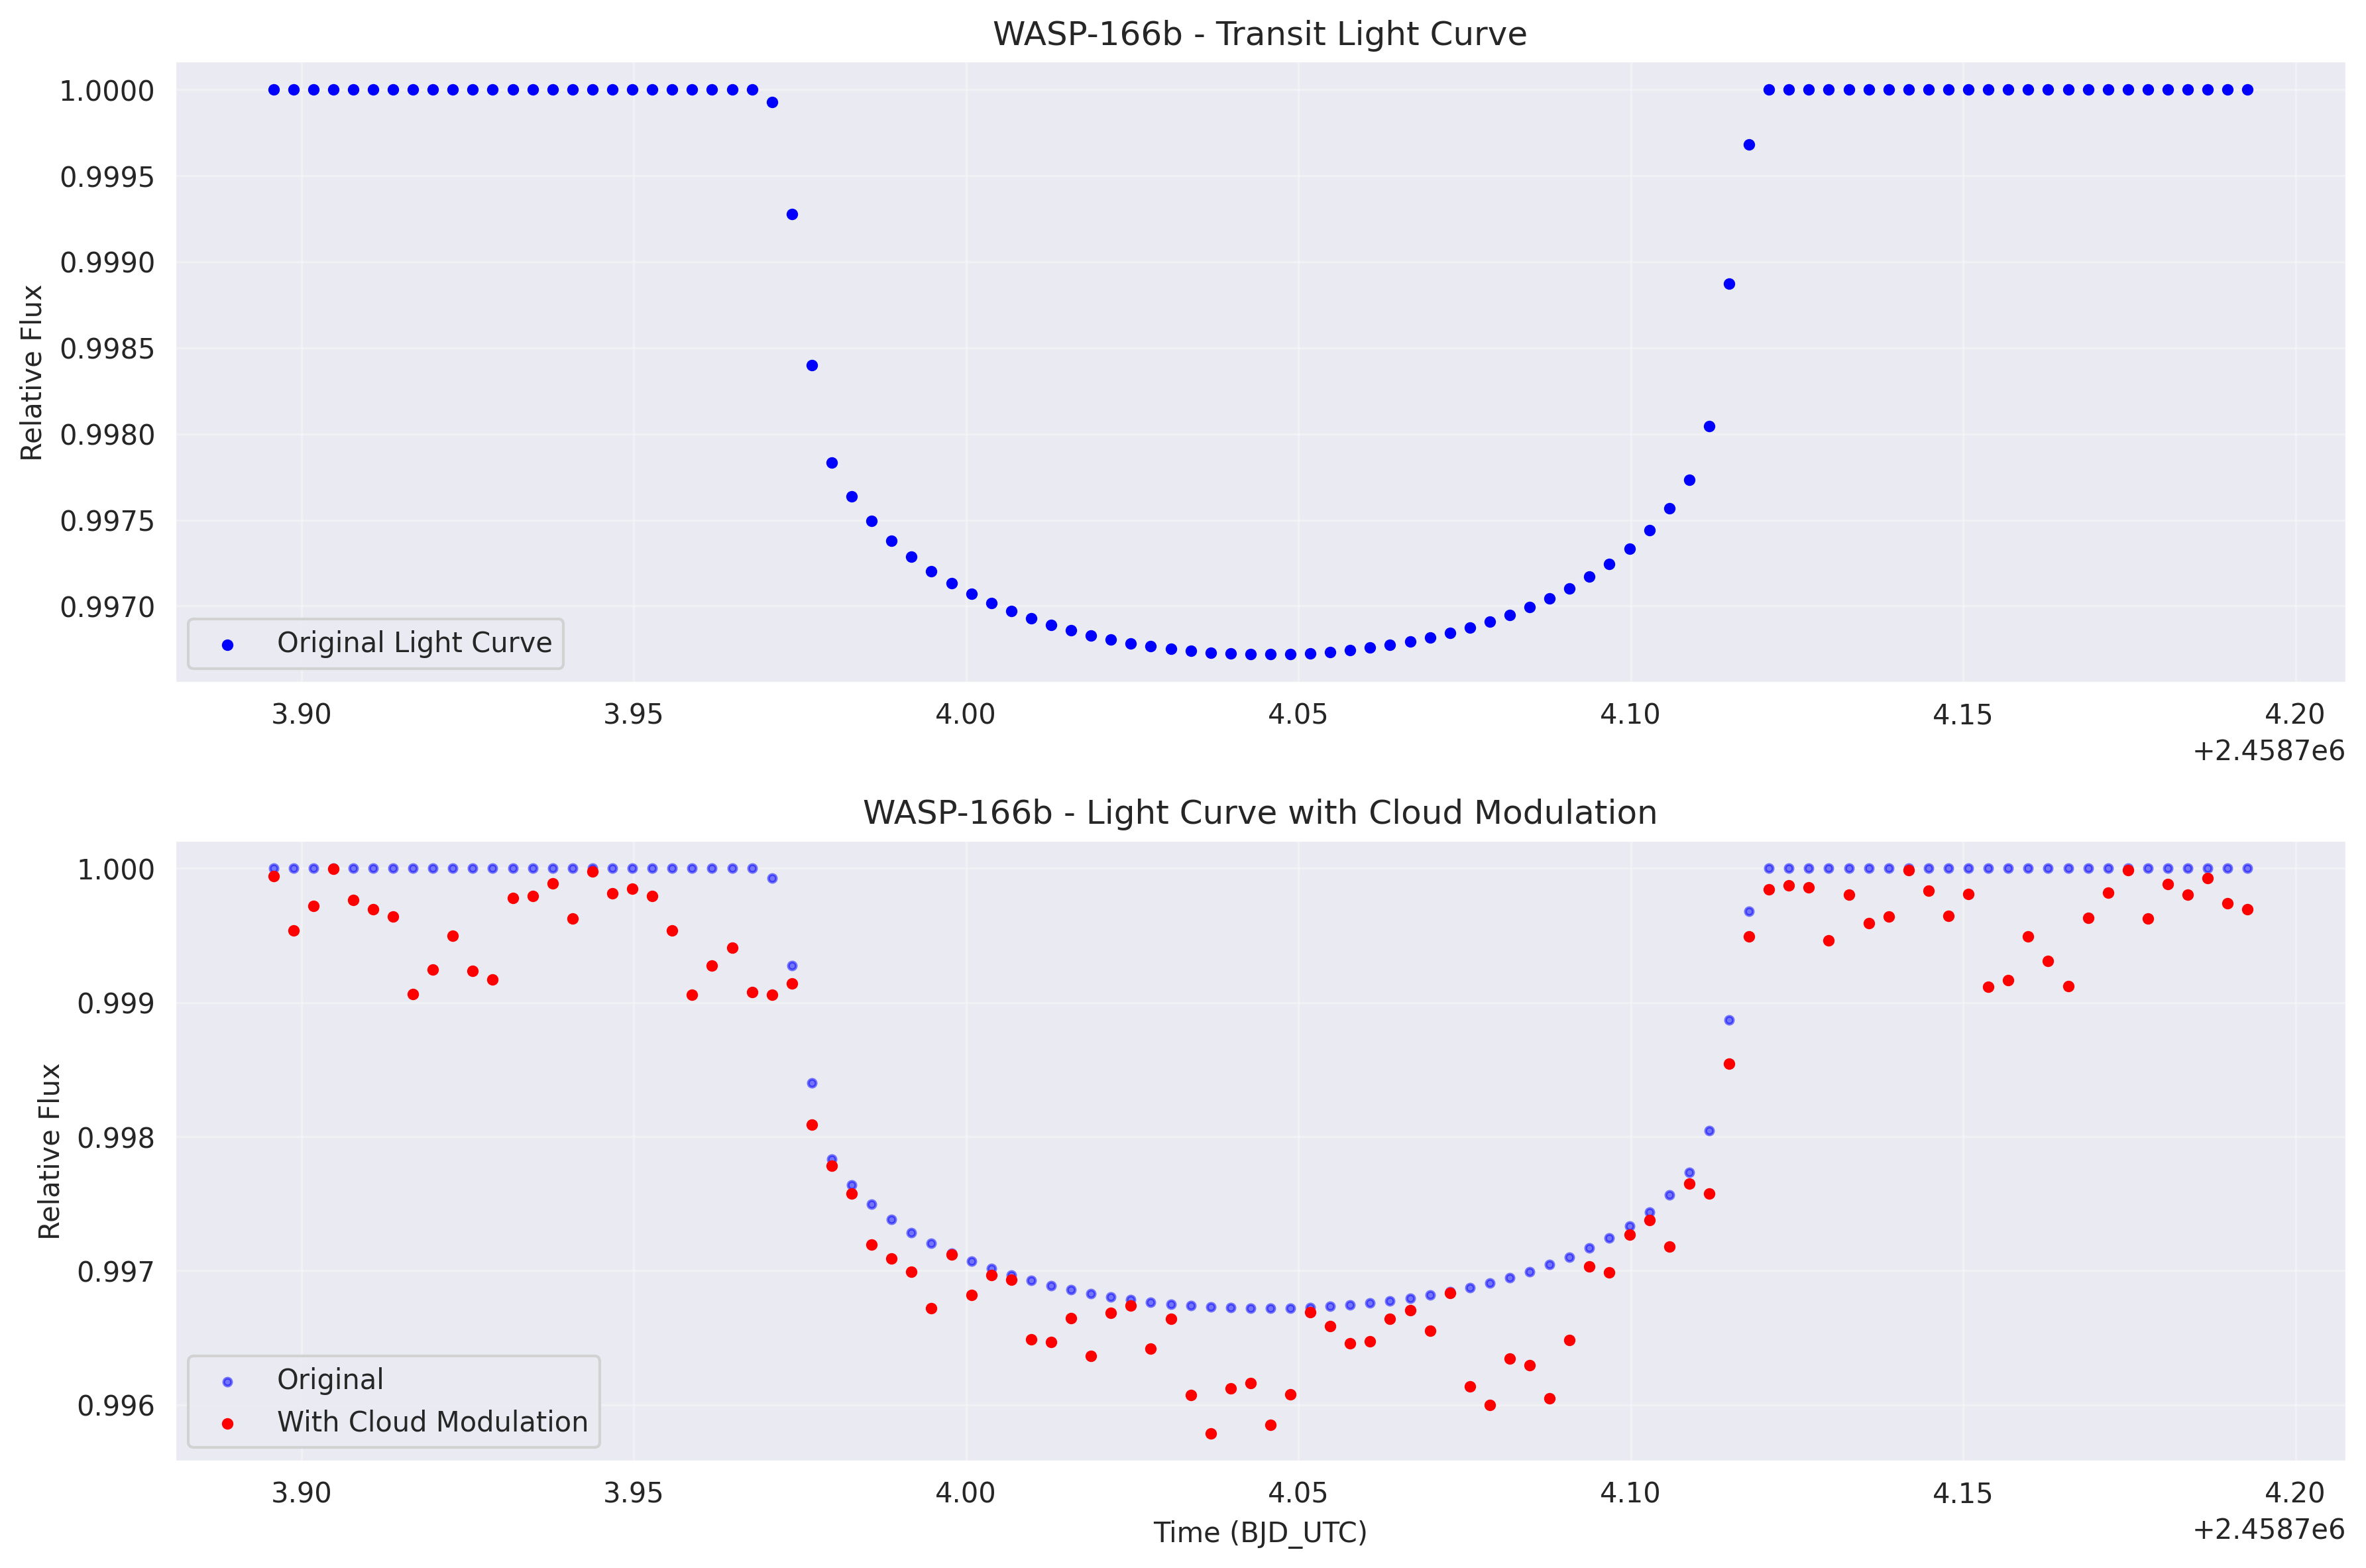 WASP-166b - Transit Light Curve
Relative Flux
1.0000
0.9995
0.9990
0.9985
0.9980
0.9975
0.9970
Original Light Curve
3.90 3.95 4.00 4.05 4.10 4.15 4.20
+2.4587e6
WASP-166b - Light Curve with Cloud Modulation
Relative Flux
1.000
0.999
0.998
0.997
0.996
Original
With Cloud Modulation
3.90 3.95 4.00 4.05 4.10 4.15 4.20
Time (BJD_UTC)
+2.4587e6